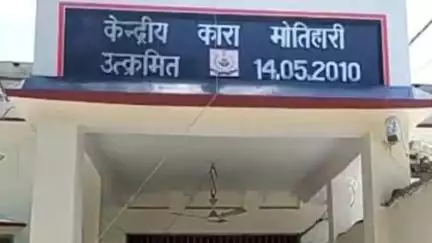 केन्द्रीय कारा मोतिहारी
उत्क्रमित 14.05.2010